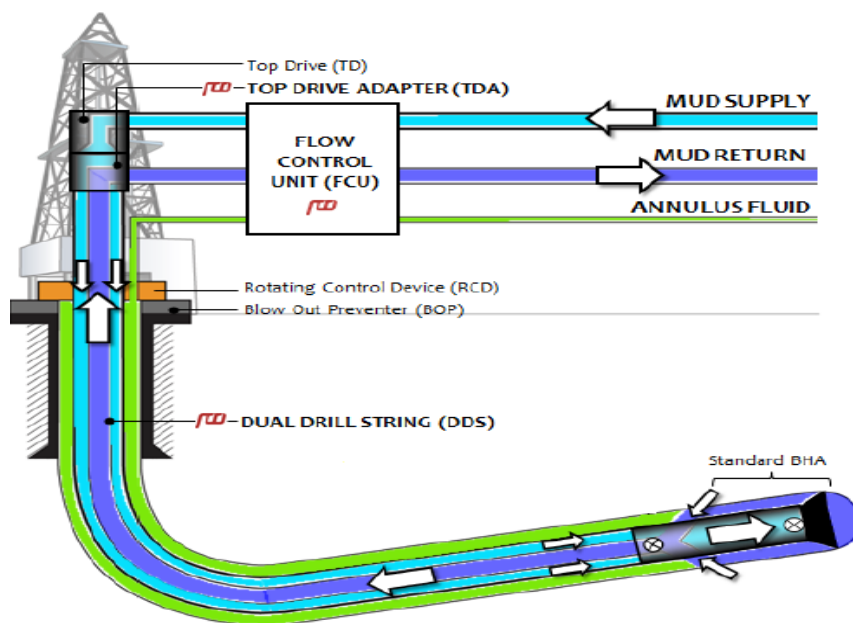 Top Drive (TD)
TOP DRIVE ADAPTER (TDA)
MUD SUPPLY
FLOW
CONTROL
UNIT (FCU)
MUD RETURN
ANNULUS FLUID
Rotating Control Device (RCD)
Blow Out Preventer (BOP)
DUAL DRILL STRING (DDS)
Standard BHA